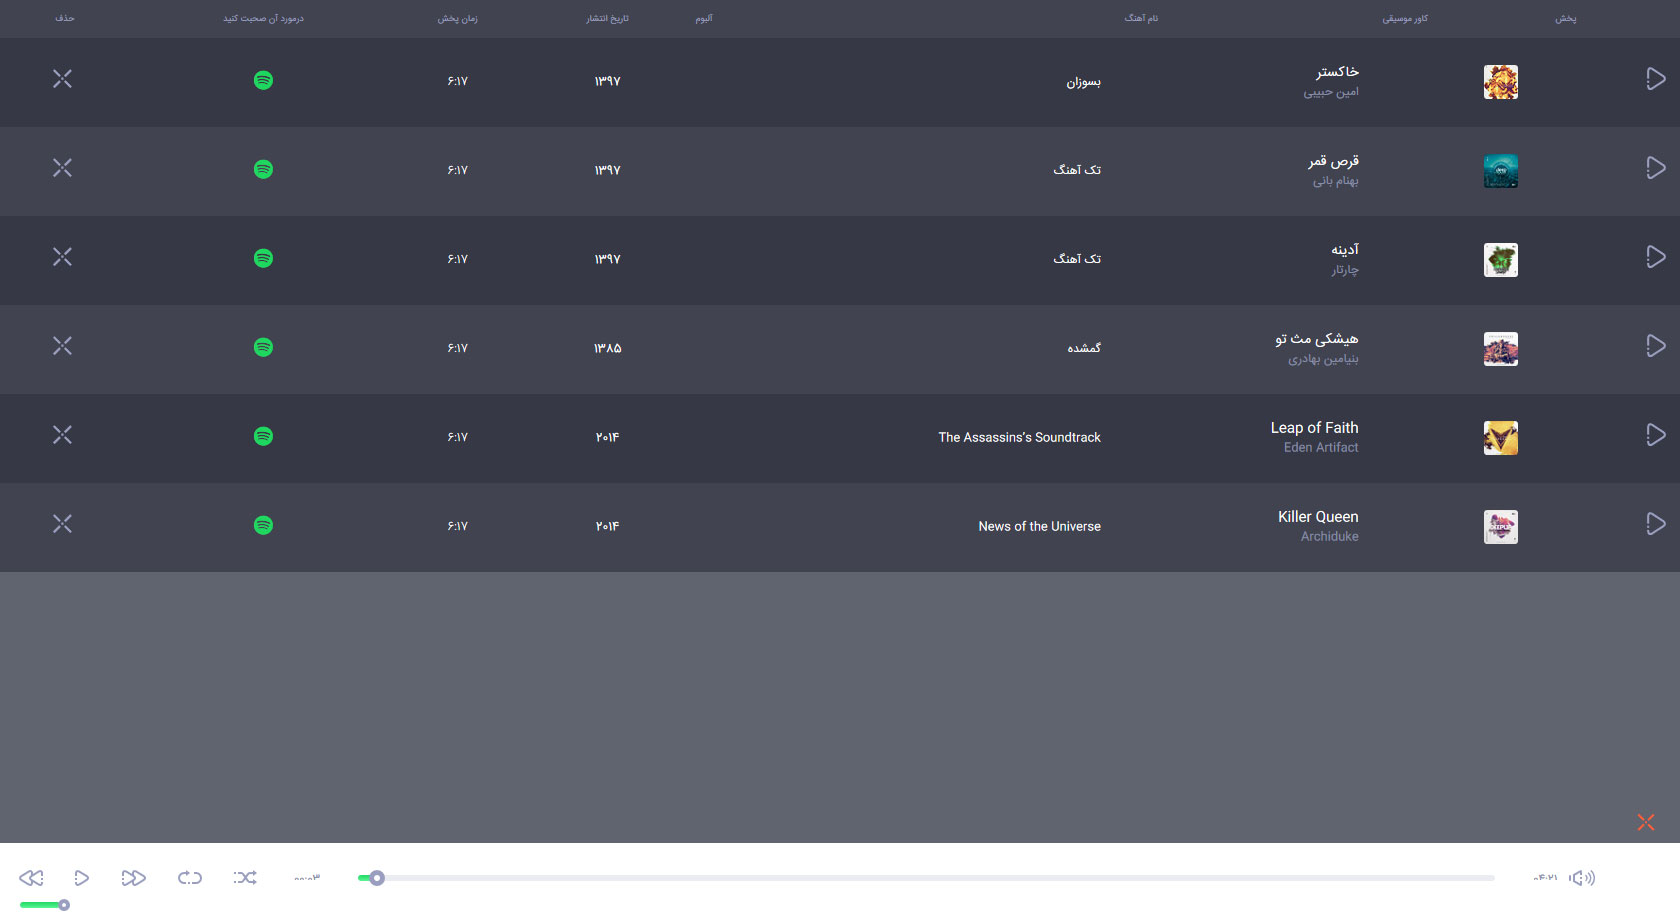 پخش
کاور موسیقی
نام آهنگ
آلبوم
تاریخ انتشار
زمان پخش
درمورد آن صحبت کنید
حذف
خاکستر
امین حبیبی
بسوزان
۱۳۹۷
۶:۱۷
قرص قمر
بهنام بانی
تک آهنگ
۱۳۹۷
۶:۱۷
آدینه
چارتار
تک آهنگ
۱۳۹۷
۶:۱۷
هیشکی مث تو
بنیامین بهادری
گمشده
۱۳۸۵
۶:۱۷
Leap of Faith
Eden Artifact
The Assassins’s Soundtrack
۲۰۱۴
۶:۱۷
Killer Queen
Archiduke
News of the Universe
۲۰۱۴
۶:۱۷
۰۰:۰۳
۰۴:۲۱